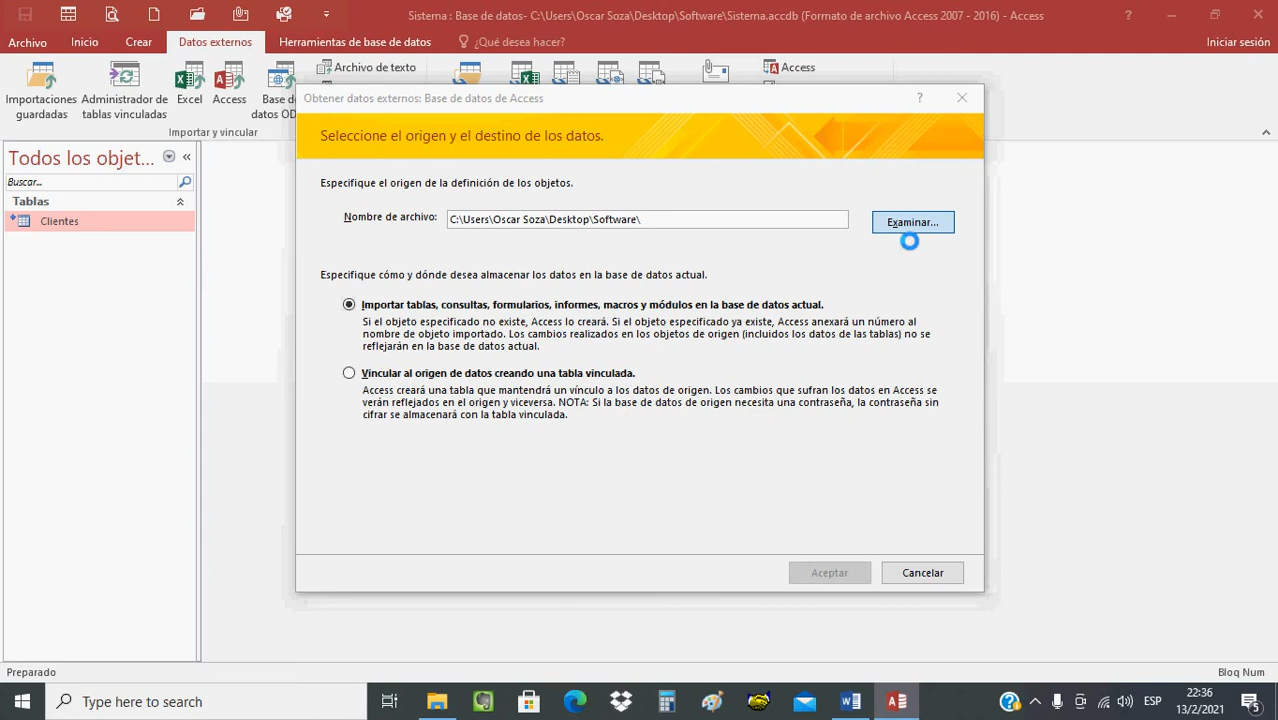 Sistema : Base de datos- C:\Users\Oscar Soza\Desktop\Software\Sistema.accdb (Formato de archivo Access 2007 - 2016) - Access
?
Archivo
Inicio
Crear
Datos externos
Herramientas de base de datos
¿Qué desea hacer?
Iniciar sesión
Importaciones
guardadas
Administrador de
tablas vinculadas
Excel
Access
Base de
datos OD
Archivo de texto
Access
Importar y vincular
Obtener datos externos: Base de datos de Access
?
Seleccione el origen y el destino de los datos.
Todos los objet...
Buscar...
Tablas
Clientes
Especifique el origen de la definición de los objetos.
Nombre de archivo:
C:\Users\Oscar Soza\Desktop\Software\
Examinar...
Especifique cómo y dónde desea almacenar los datos en la base de datos actual.
Importar tablas, consultas, formularios, informes, macros y módulos en la base de datos actual.
Si el objeto especificado no existe, Access lo creará. Si el objeto especificado ya existe, Access anexará un número al
nombre de objeto importado. Los cambios realizados en los objetos de origen (incluidos los datos de las tablas) no se
reflejarán en la base de datos actual.
Vincular al origen de datos creando una tabla vinculada.
Access creará una tabla que mantendrá un vínculo a los datos de origen. Los cambios que sufran los datos en Access se
verán reflejados en el origen y viceversa. NOTA: Si la base de datos de origen necesita una contraseña, la contraseña sin
cifrar se almacenará con la tabla vinculada.
Aceptar
Cancelar
Preparado
Bloq Num
Type here to search
ESP
22:36
13/2/2021
5